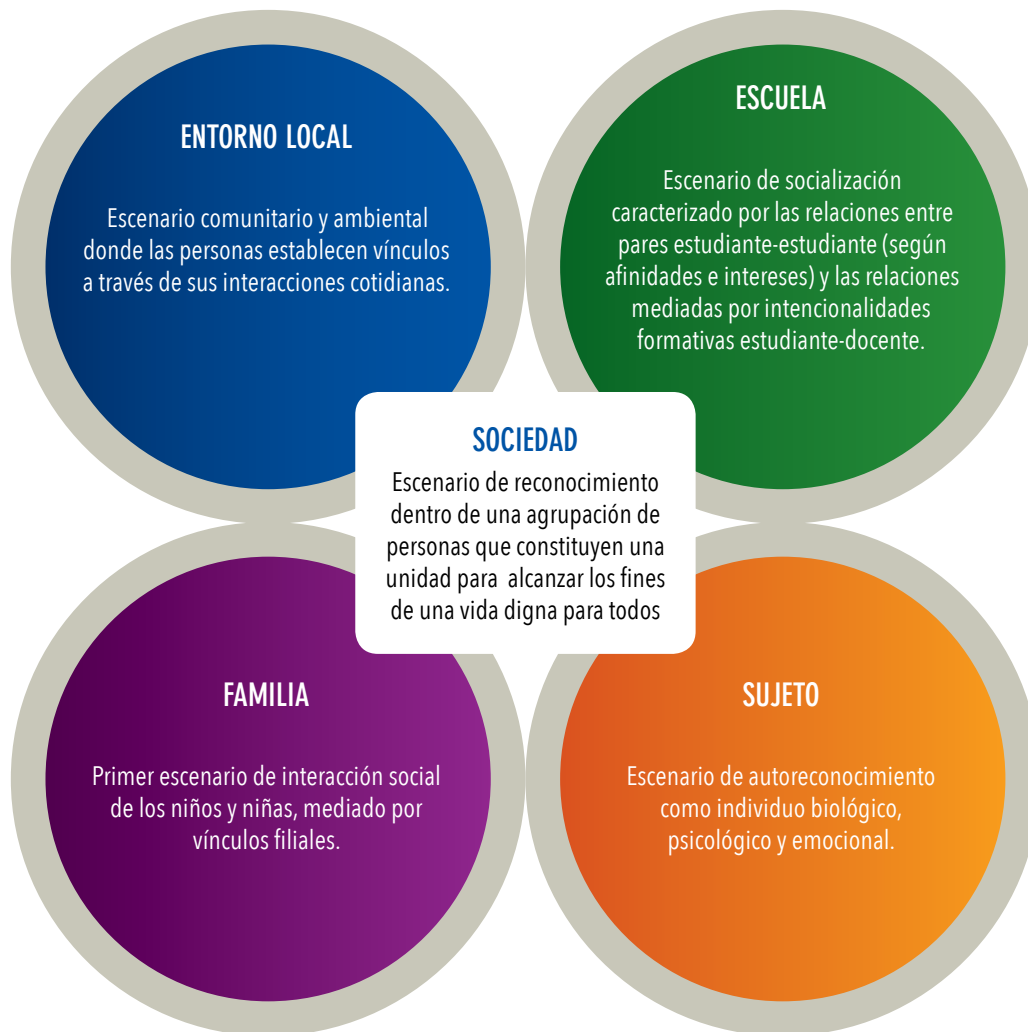 ENTORNO LOCAL
Escenario comunitario y ambiental
donde las personas establecen vínculos
a través de sus interacciones cotidianas.
ESCUELA
Escenario de socialización
caracterizado por las relaciones entre
pares estudiante-estudiante (según
afinidades e intereses) y las relaciones
mediadas por intencionalidades
formativas estudiante-docente.
SOCIEDAD
Escenario de reconocimiento
dentro de una agrupación de
personas que constituyen una
unidad para alcanzar los fines
de una vida digna para todos
FAMILIA
Primer escenario de interacción social
de los niños y niñas, mediado por
vínculos filiales.
SUJETO
Escenario de autoreconocimiento
como individuo biológico,
psicológico y emocional.